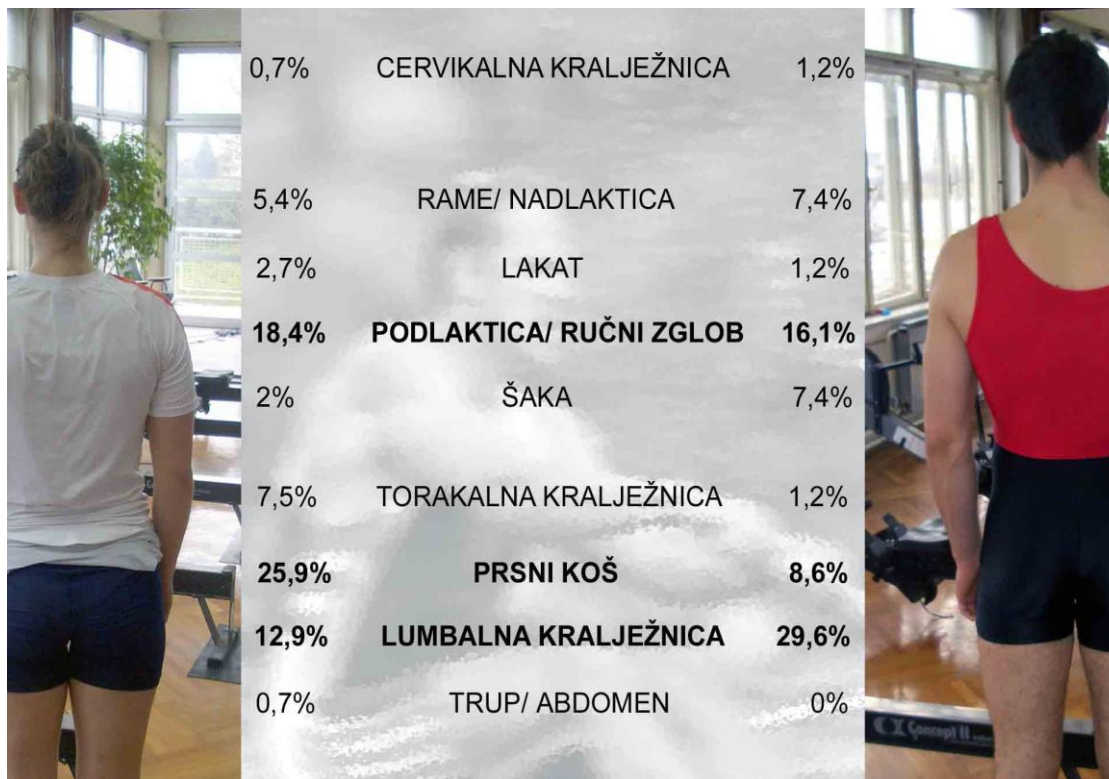 0,7% CERVIKALNA KRALJEŽNICA 1,2%
5,4% RAME/ NADLAKTICA 7,4%
2,7% LAKAT 1,2%
18,4% PODLAKTICA/ RUČNI ZGLOB 16,1%
2% ŠAKA 7,4%
7,5% TORAKALNA KRALJEŽNICA 1,2%
25,9% PRSNI KOŠ 8,6%
12,9% LUMBALNA KRALJEŽNICA 29,6%
0,7% TRUP/ ABDOMEN 0%
Concept II